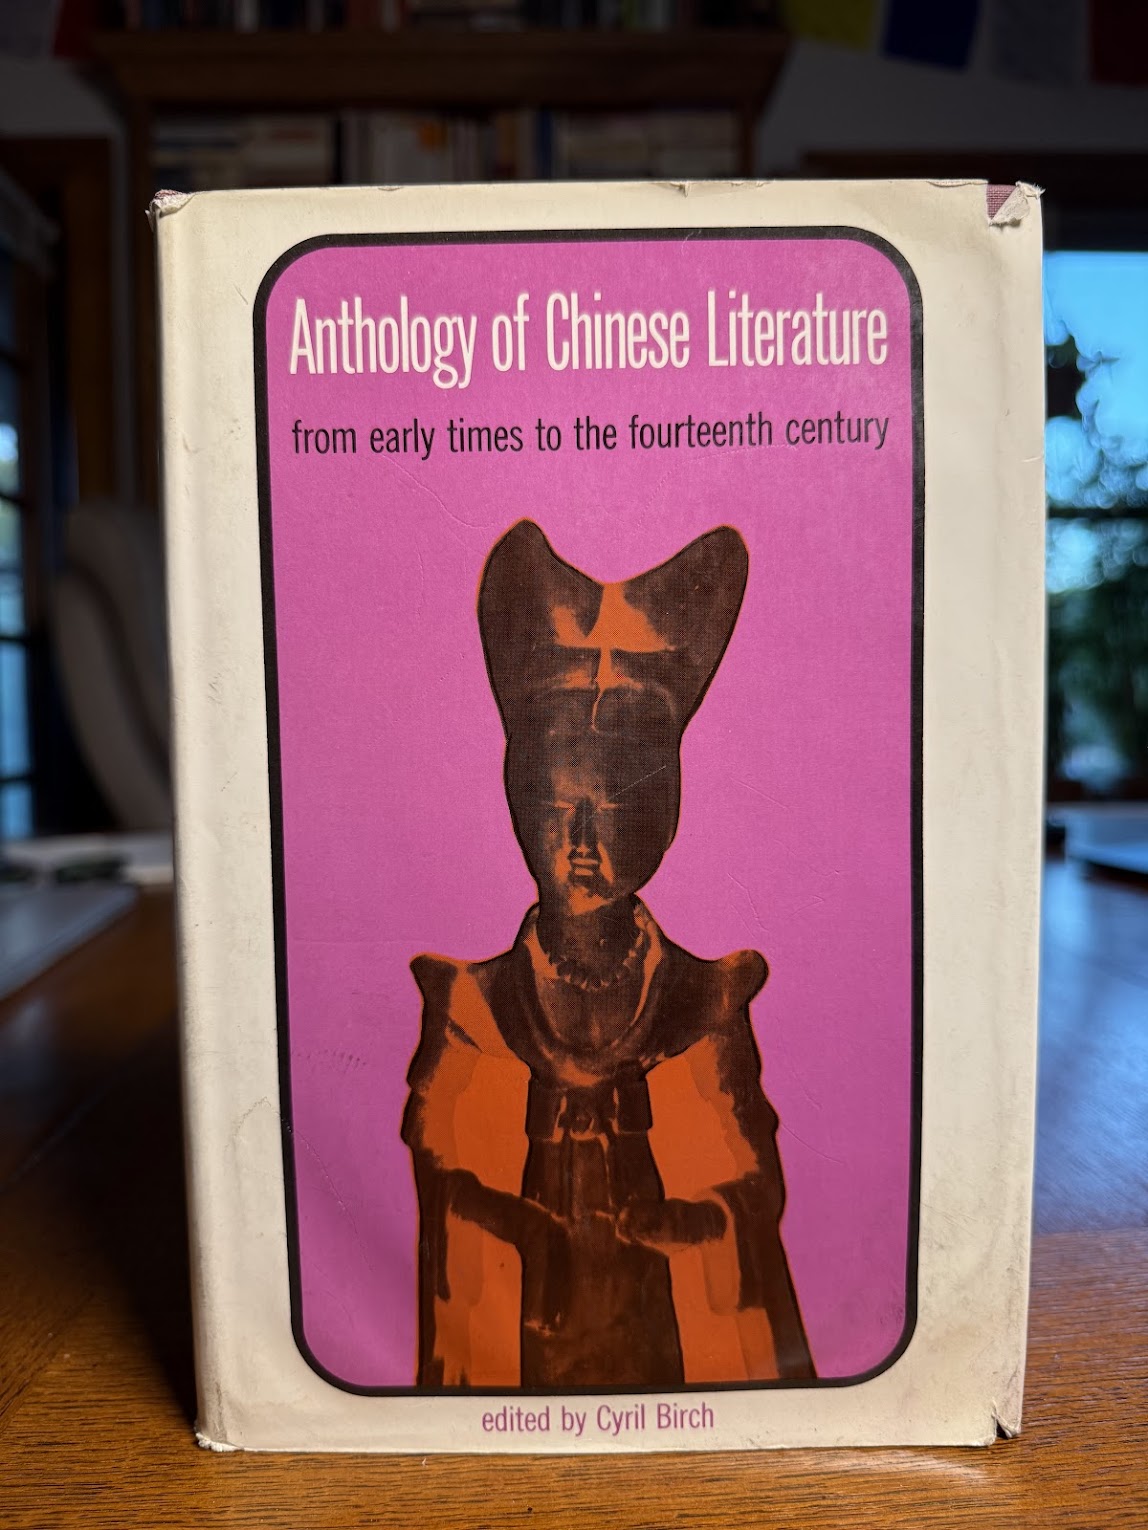 Anthology of Chinese Literature
from early times to the fourteenth century
edited by Cyril Birch